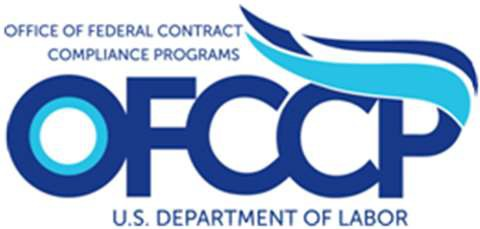 OFFICE OF FEDERAL CONTRACT
COMPLIANCE PROGRAMS
OFCCP
U.S. DEPARTMENT OF LABOR